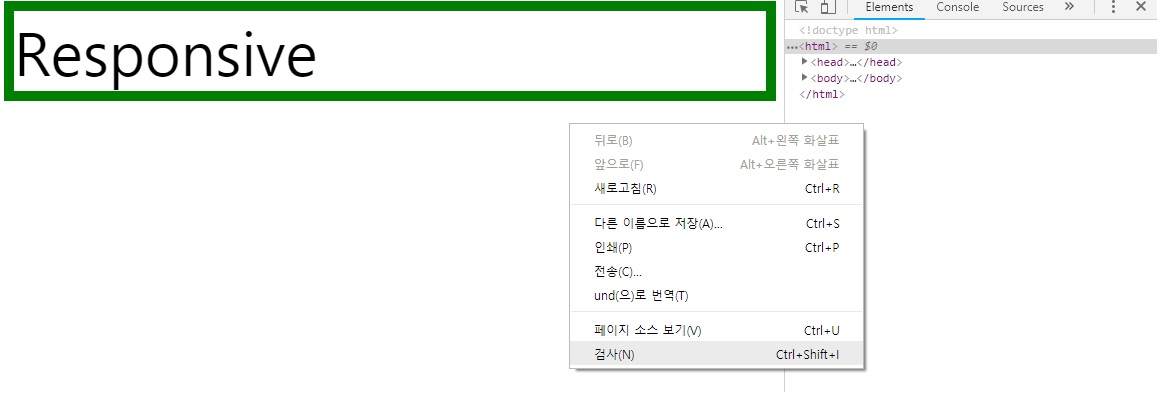 Responsive
Elements Console Sources »
<!doctype html>
…<html> == $0
<head>…</head>
<body>…</body>
</html>
뒤로(B) Alt+왼쪽 화살표
앞으로(F) Alt+오른쪽 화살표
새로고침(R) Ctrl+R
다른 이름으로 저장(A)... Ctrl+S
인쇄(P) Ctrl+P
전송(C)...
und(으)로 번역(T)
페이지 소스 보기(V) Ctrl+U
검사(N) Ctrl+Shift+I